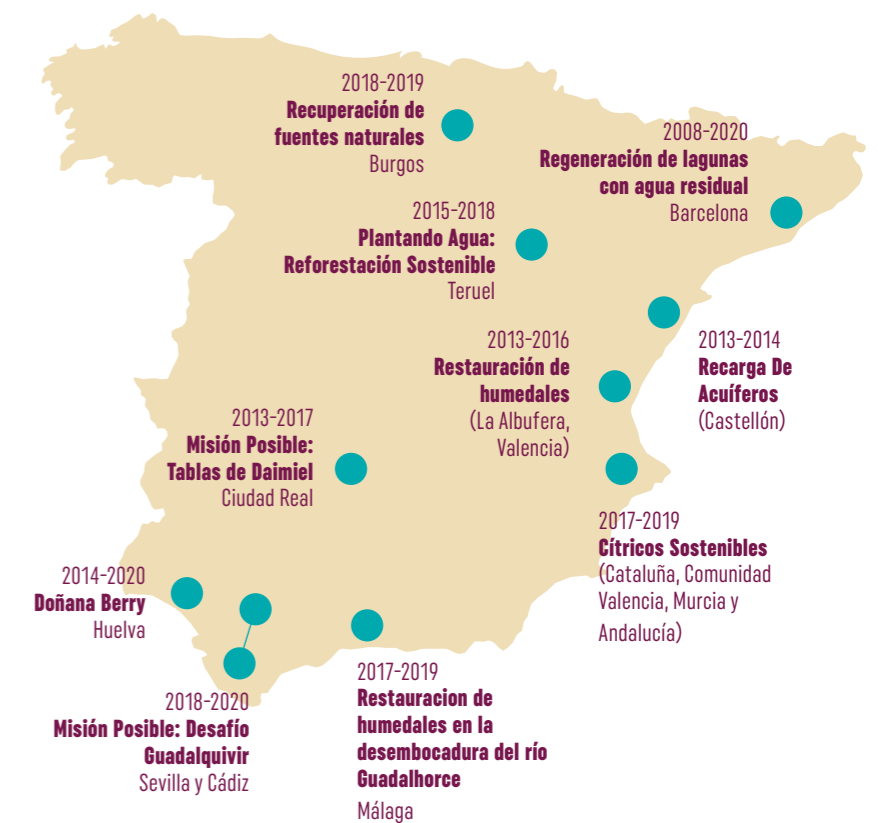 2018-2019
Recuperación de
fuentes naturales
Burgos
2008-2020
Regeneración de lagunas
con agua residual
Barcelona
2015-2018
Plantando Agua:
Reforestación Sostenible
Teruel
2013-2016
Restauración de
humedales
(La Albufera,
Valencia)
2013-2014
Recarga De
Acuíferos
(Castellón)
2013-2017
Misión Posible:
Tablas de Daimiel
Ciudad Real
2017-2019
Cítricos Sostenibles
(Cataluña, Comunidad
Valencia, Murcia y
Andalucía)
2014-2020
Doñana Berry
Huelva
2018-2020
Misión Posible: Desafío
Guadalquivir
Sevilla y Cádiz
2017-2019
Restauracion de
humedales en la
desembocadura del río
Guadalhorce
Málaga